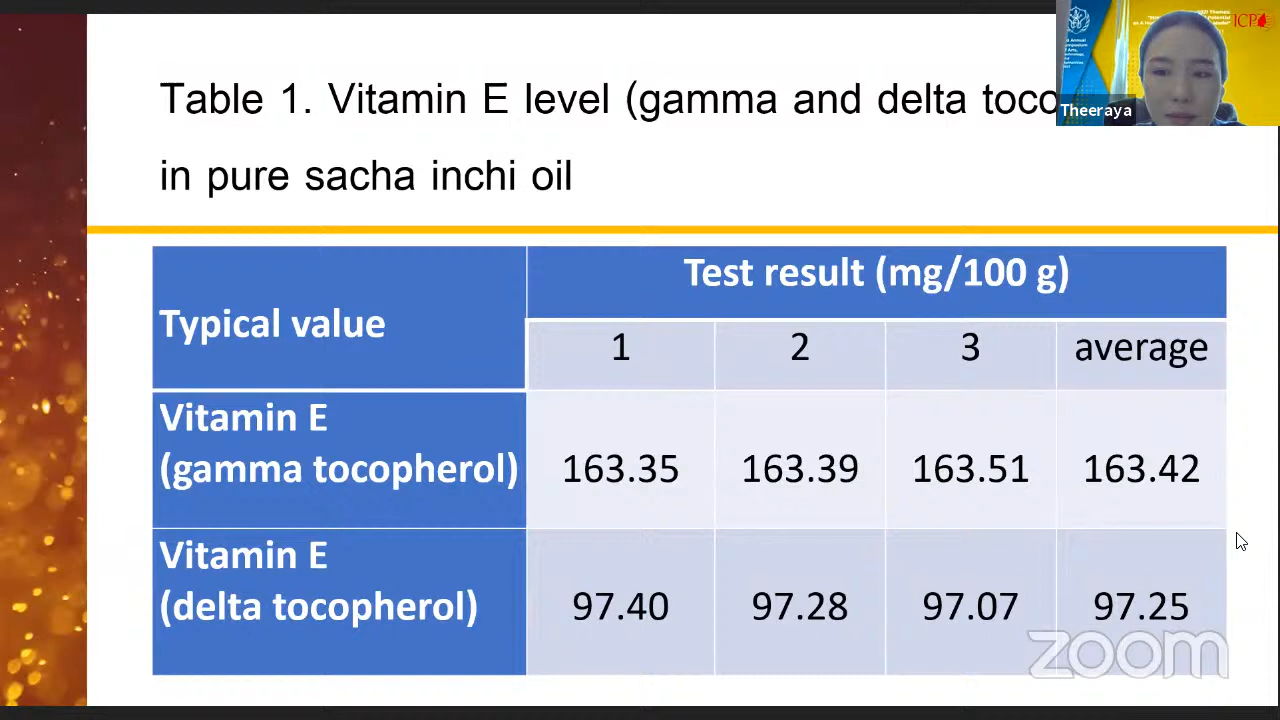 Table 1. Vitamin E level (gamma and delta
in pure sacha inchi oil
Theeraya
ICP
Typical value
Test result (mg/100 g)
1 2 3 average
Vitamin E
(gamma tocopherol) 163.35 163.39 163.51 163.42
Vitamin E
(delta tocopherol) 97.40 97.28 97.07 97.25
zoom